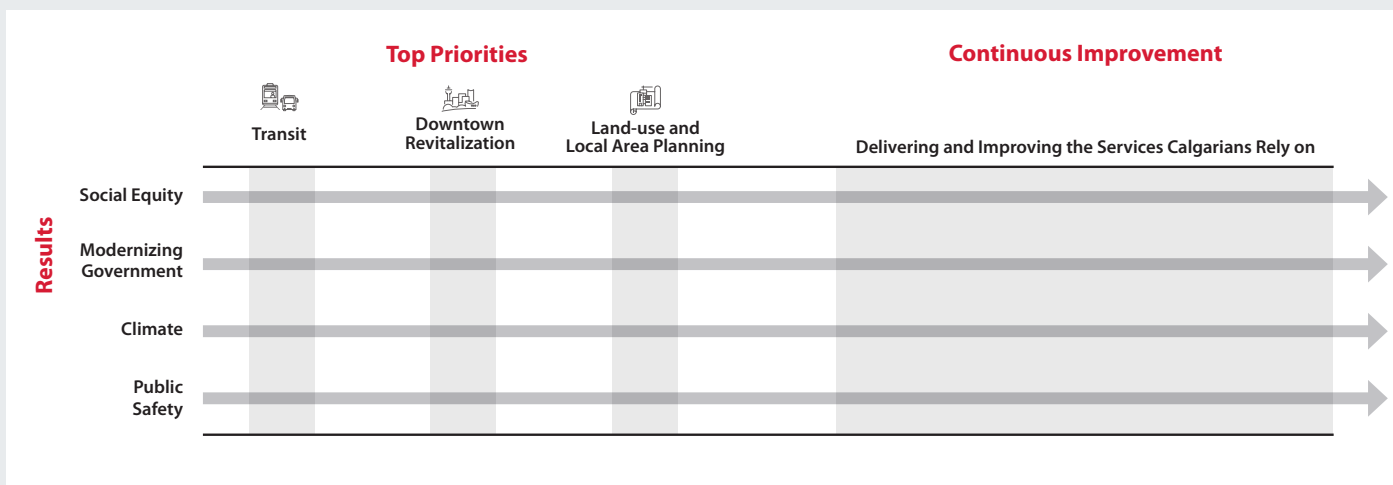 Top Priorities
Continuous Improvement
Transit
Downtown
Revitalization
Land-use and
Local Area Planning
Delivering and Improving the Services Calgarians Rely on
Results
Social Equity
Modernizing
Government
Climate
Public
Safety